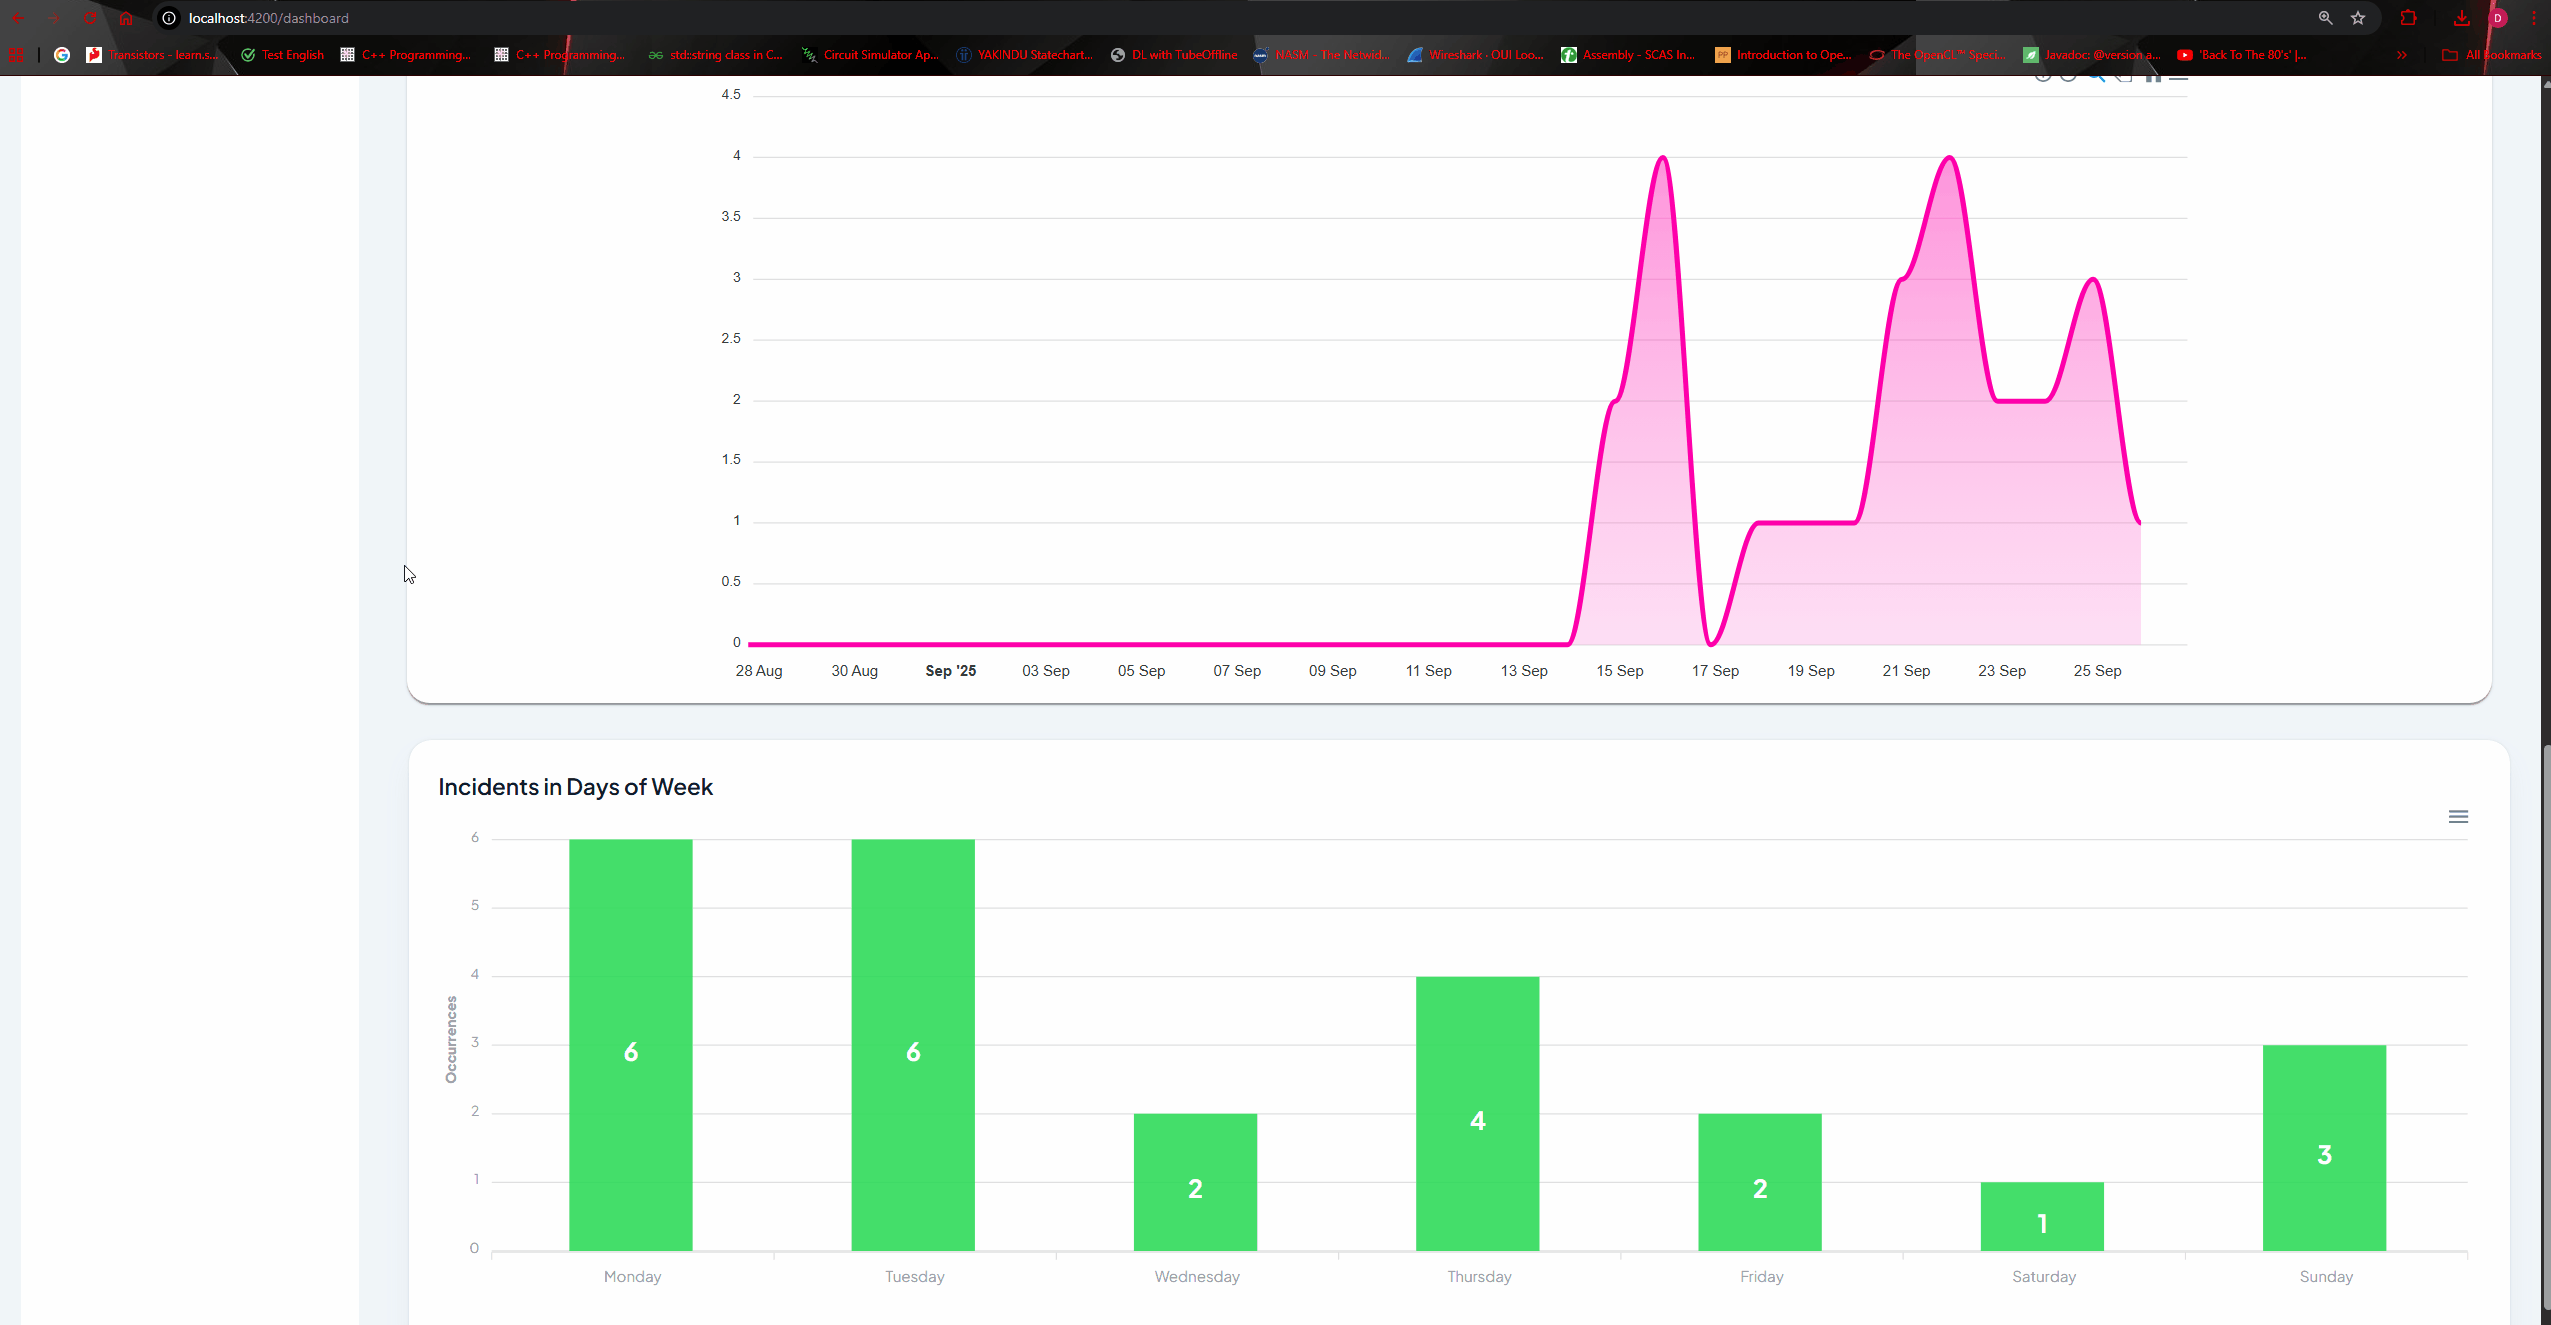 localhost:4200/dashboard
D
Transistors - learn.s...
Test English
C++ Programming...
C++ Programming...
std::string class in C...
Circuit Simulator Ap...
YAKINDU Statechart...
DL with TubeOffline
NASM - The Netwid...
Wireshark - OUI Loo...
Assembly - SCAS In...
PP
Introduction to Ope...
The OpenCL™ Speci...
Javadoc: @version a...
'Back To The 80's' |...
All Bookmarks
4.5
4
3.5
3
2.5
2
1.5
1
0.5
0
28 Aug 30 Aug Sep '25 03 Sep 05 Sep 07 Sep 09 Sep 11 Sep 13 Sep 15 Sep 17 Sep 19 Sep 21 Sep 23 Sep 25 Sep
Incidents in Days of Week
Occurrences
6
5
4
3
2
1
0
6 6 2 4 2 1 3
Monday Tuesday Wednesday Thursday Friday Saturday Sunday